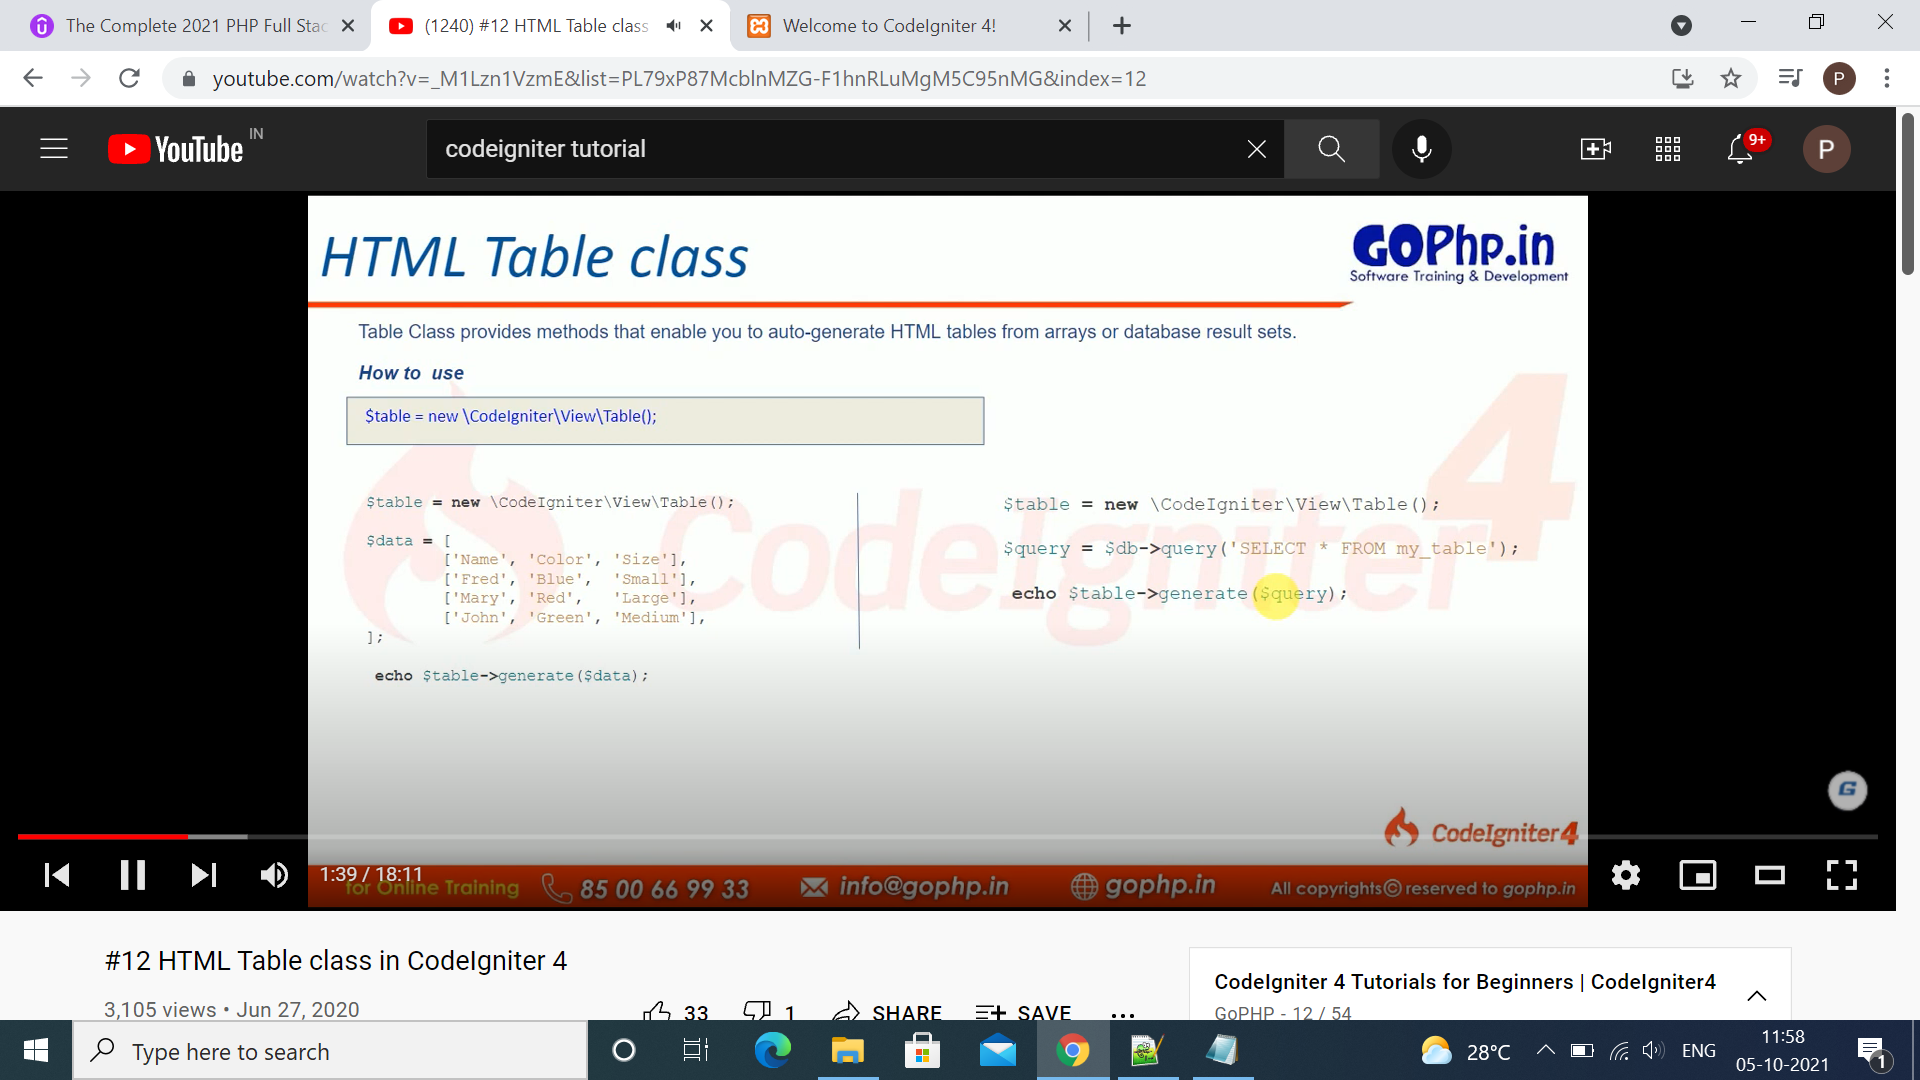 The Complete 2021 PHP Full Stac
(1240) #12 HTML Table class
Welcome to CodeIgniter 4!
youtube.com/watch?v=_M1Lzn1VzmE&list=PL79xP87McblnMZG-F1hnRLuMgM5C95nMG&index=12
P
YouTube IN
codeigniter tutorial
9+
P
HTML Table class
GOPhp.in
Software Training & Development
Table Class provides methods that enable you to auto-generate HTML tables from arrays or database result sets.
How to use
$table = new \CodeIgniter\View\Table();
CodeIgniter 4
$table = new \CodeIgniter\View\Table();
$data = [
['Name', 'Color', 'Size'],
['Fred', 'Blue', 'Small'],
['Mary', 'Red', 'Large'],
['John', 'Green', 'Medium'],
];
echo $table->generate($data);
$table = new \CodeIgniter\View\Table();
$query = $db->query('SELECT * FROM my_table');
echo $table->generate($query);
G
CodeIgniter4
1:39 / 18:11
for Online Training 85 00 66 99 33 info@gophp.in gophp.in All copyrights© reserved to gophp.in
#12 HTML Table class in CodeIgniter 4
3,105 views • Jun 27, 2020
33 1 SHARE SAVE ...
CodeIgniter 4 Tutorials for Beginners | CodeIgniter4
GoPHP - 12 / 54
Type here to search
28°C
ENG
11:58
05-10-2021
1